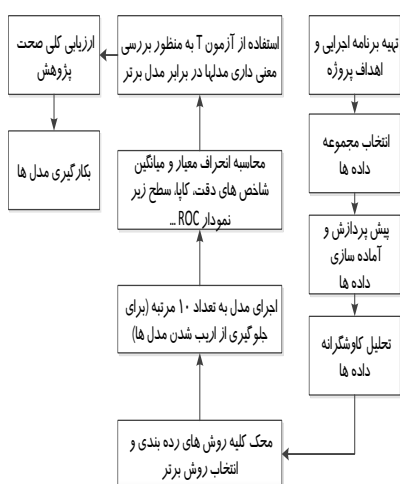 تهیه برنامه اجرایی و
اهداف پروژه
انتخاب مجموعه
داده ها
پیش پردازش و
آماده سازی
داده ها
تحلیل کاوشگرانه
داده ها
محک کلیه روش های رده بندی و
انتخاب روش برتر
اجرای مدل به تعداد ۱۰ مرتبه (برای
جلوگیری از اریب شدن مدل ها)
محاسبه انحراف معیار و میانگین
شاخص های دقت، کاپا، سطح زیر
نمودار ROC ...
استفاده از آزمون T به منظور بررسی
معنی داری مدلها در برابر مدل برتر
ارزیابی کلی صحت
پژوهش
بکارگیری مدل ها